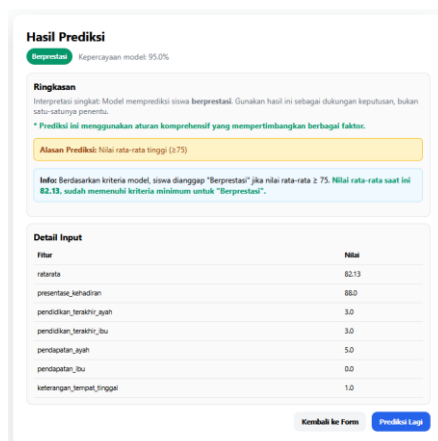 Hasil Prediksi
Berprestasi Kepercayaan model: 95.0%
Ringkasan
Interpretasi singkat: Model memprediksi siswa berprestasi. Gunakan hasil ini sebagai dukungan keputusan, bukan
satu-satunya penentu.
* Prediksi ini menggunakan aturan komprehensif yang mempertimbangkan berbagai faktor.
Alasan Prediksi: Nilai rata-rata tinggi (≥75)
Info: Berdasarkan kriteria model, siswa dianggap "Berprestasi" jika nilai rata-rata ≥ 75. Nilai rata-rata saat ini
82.13, sudah memenuhi kriteria minimum untuk "Berprestasi".
Detail Input
Fitur Nilai
ratarata 82.13
presentase_kehadiran 88.0
pendidikan_terakhir_ayah 3.0
pendidikan_terakhir_ibu 3.0
pendapatan_ayah 5.0
pendapatan_ibu 0.0
keterangan_tempat_tinggal 1.0
Kembali ke Form Prediksi Lagi